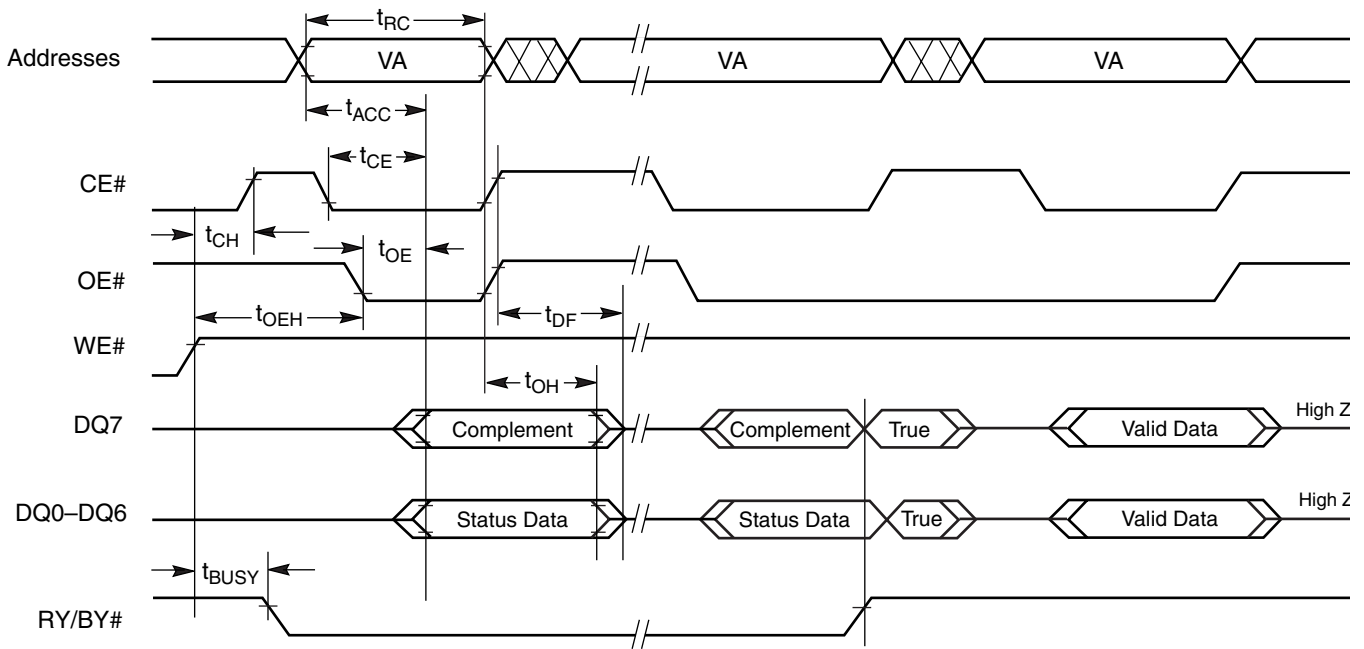 tRC
Addresses VA VA VA
tACC
tCE
CE#
tCH tOE
OE#
tOEH tDF
WE#
tOH
DQ7 Complement Complement True Valid Data High Z
DQ0–DQ6 Status Data Status Data True Valid Data High Z
tBUSY
RY/BY#